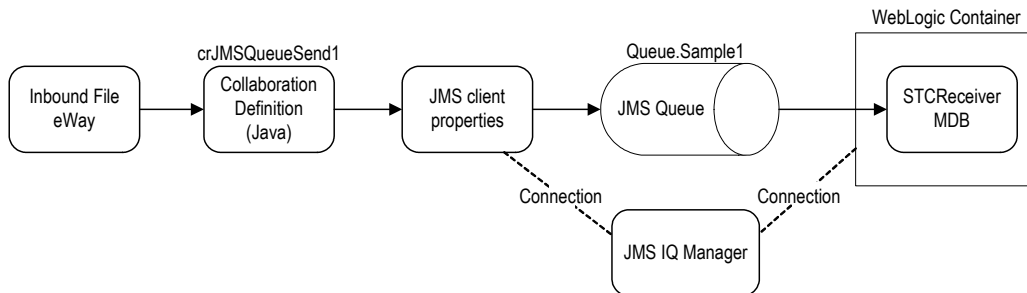 WebLogic Container
crJMSQueueSend1
Queue.Sample1
Inbound File
eWay
Collaboration
Definition
(Java)
JMS client
properties
JMS Queue
STCReceiver
MDB
Connection
Connection
JMS IQ Manager